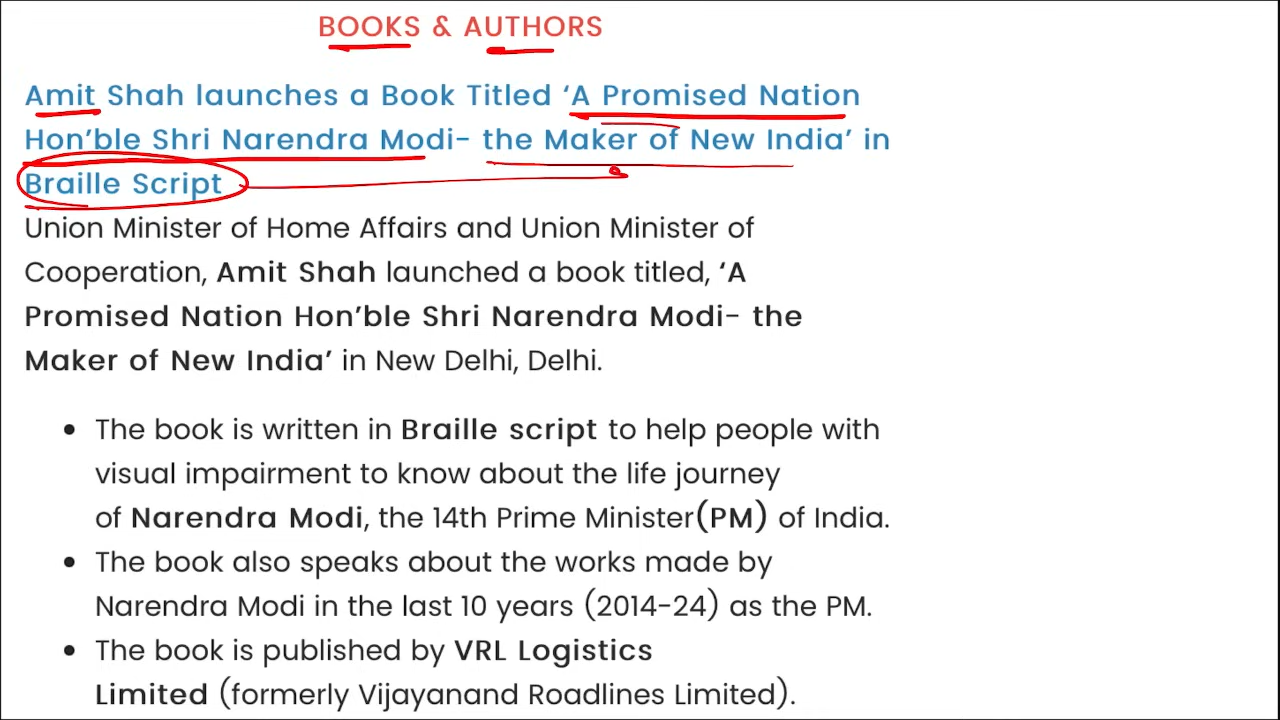 BOOKS & AUTHORS
Amit Shah launches a Book Titled ‘A Promised Nation
Hon’ble Shri Narendra Modi- the Maker of New India’ in
Braille Script
Union Minister of Home Affairs and Union Minister of
Cooperation, Amit Shah launched a book titled, ‘A
Promised Nation Hon’ble Shri Narendra Modi- the
Maker of New India’ in New Delhi, Delhi.
• The book is written in Braille script to help people with
visual impairment to know about the life journey
of Narendra Modi, the 14th Prime Minister(PM) of India.
• The book also speaks about the works made by
Narendra Modi in the last 10 years (2014-24) as the PM.
• The book is published by VRL Logistics
Limited (formerly Vijayanand Roadlines Limited).